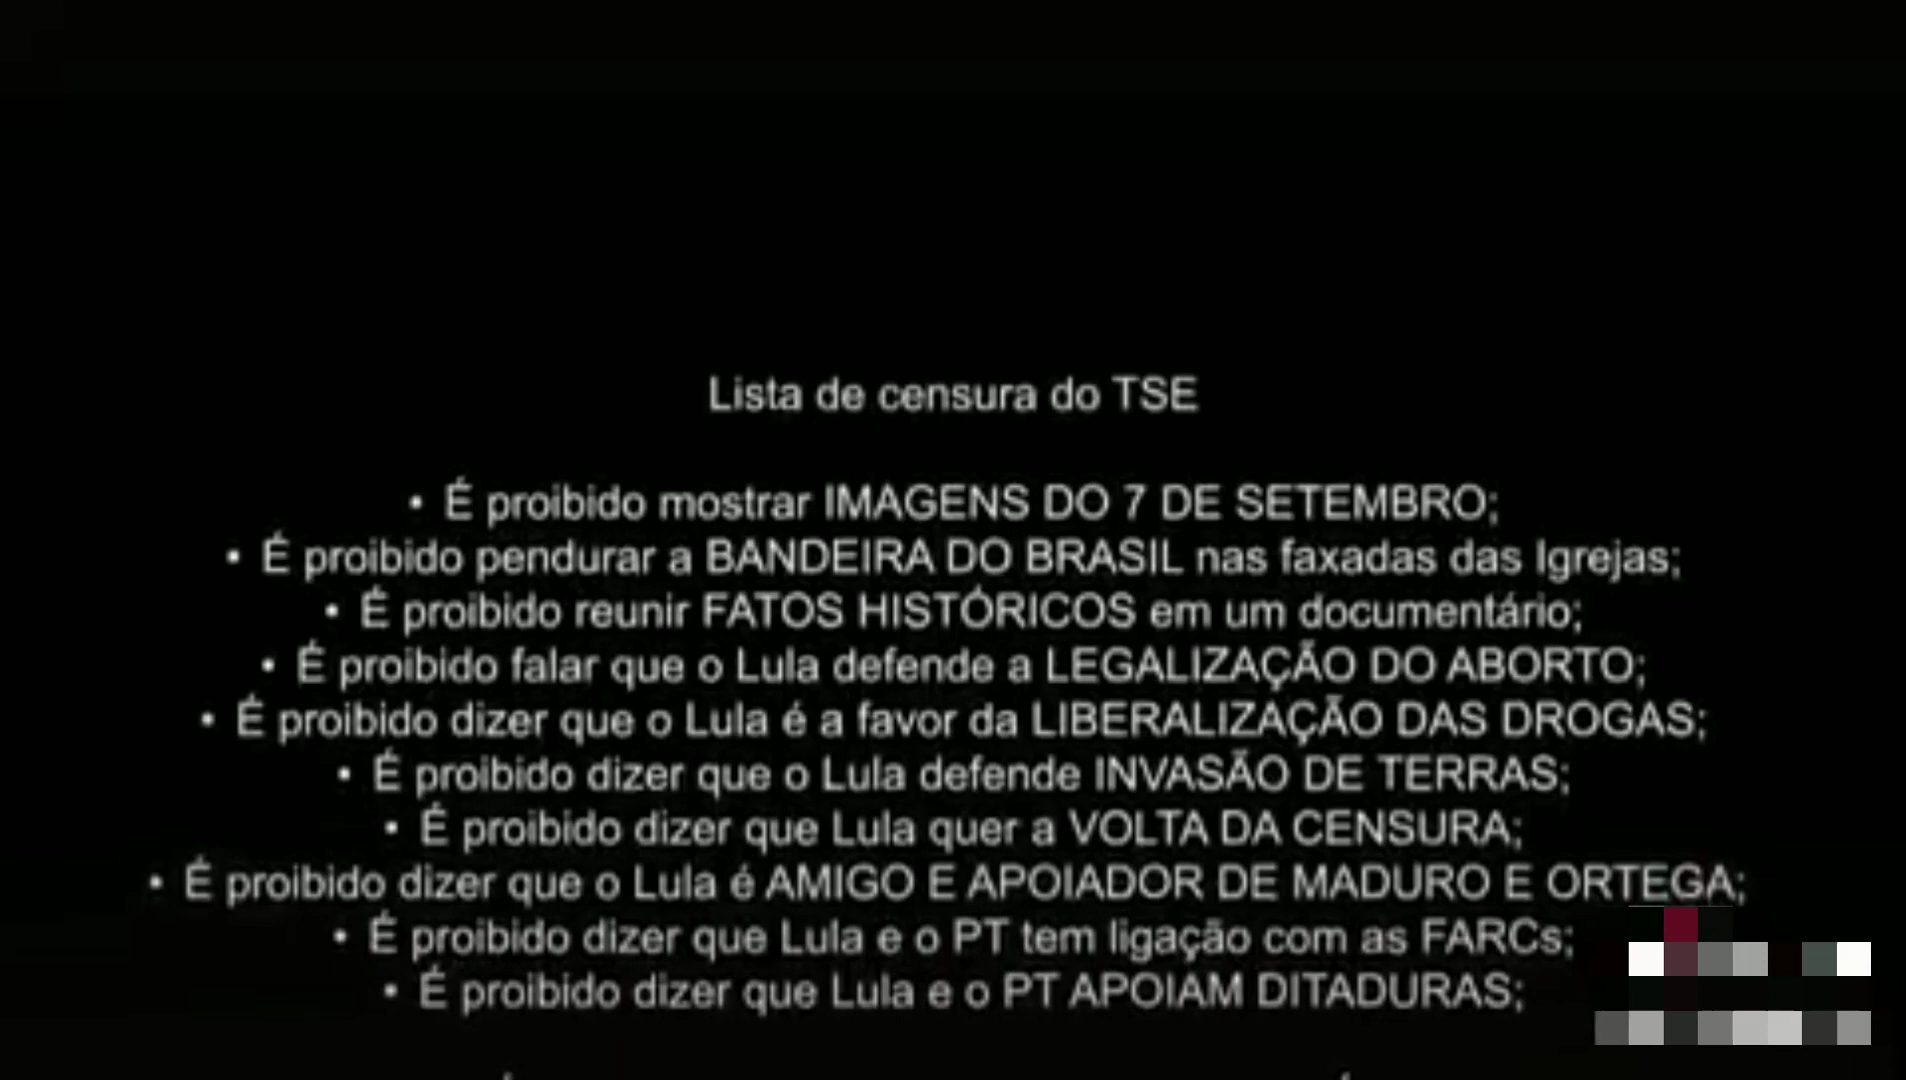 Lista de censura do TSE
• É proibido mostrar IMAGENS DO 7 DE SETEMBRO;
• É proibido pendurar a BANDEIRA DO BRASIL nas faxadas das Igrejas;
• É proibido reunir FATOS HISTÓRICOS em um documentário;
• É proibido falar que o Lula defende a LEGALIZAÇÃO DO ABORTO;
• É proibido dizer que o Lula é a favor da LIBERALIZAÇÃO DAS DROGAS;
• É proibido dizer que o Lula defende INVASÃO DE TERRAS;
• É proibido dizer que Lula quer a VOLTA DA CENSURA;
• É proibido dizer que o Lula é AMIGO E APOIADOR DE MADURO E ORTEGA;
• É proibido dizer que Lula e o PT tem ligação com as FARCs;
• É proibido dizer que Lula e o PT APOIAM DITADURAS;